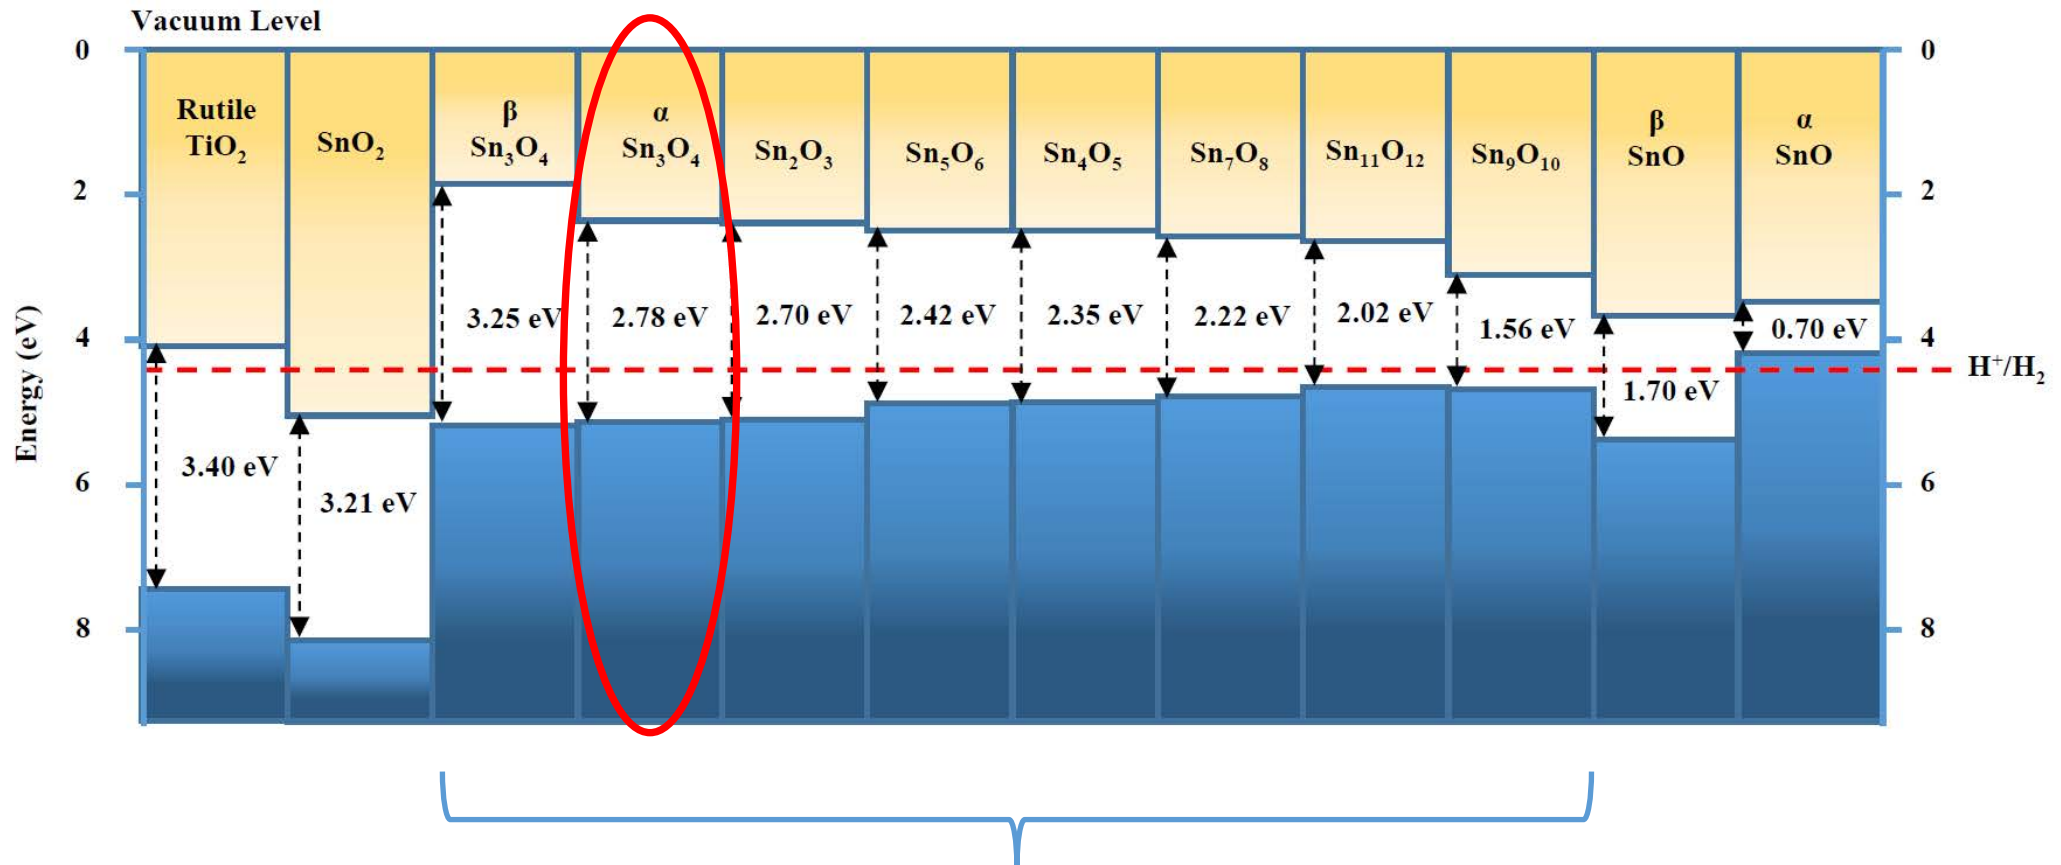 Vacuum Level
0
2
4
6
8
Energy (eV)
Rutile
TiO₂
SnO₂
β
Sn₃O₄
α
Sn₃O₄
Sn₂O₃
Sn₅O₆
Sn₄O₅
Sn₇O₈
Sn₁₁O₁₂
Sn₉O₁₀
β
SnO
α
SnO
3.40 eV
3.21 eV
3.25 eV
2.78 eV
2.70 eV
2.42 eV
2.35 eV
2.22 eV
2.02 eV
1.56 eV
1.70 eV
0.70 eV
0
2
4
6
8
H⁺/H₂